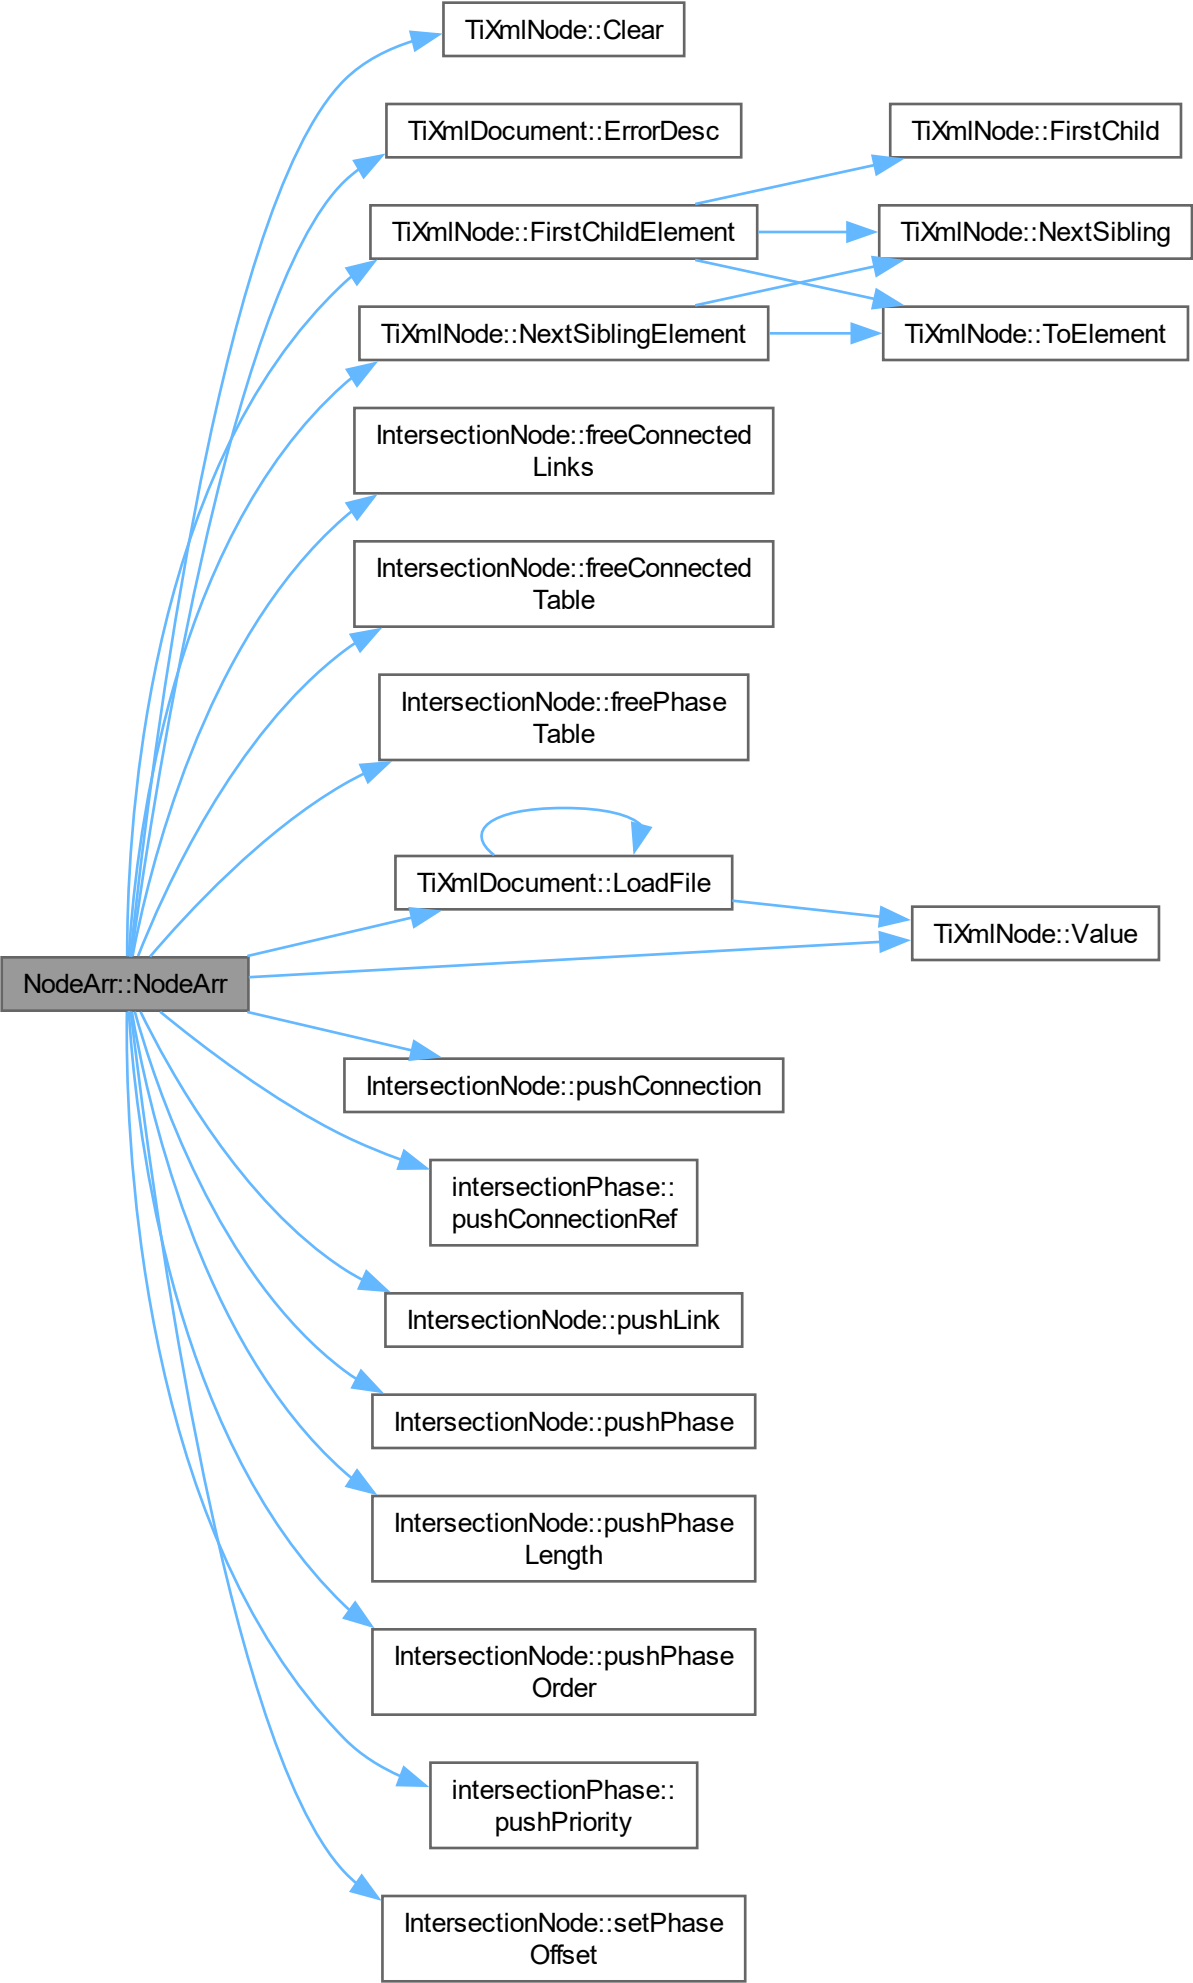 TiXmlNode::Clear
TiXmlDocument::ErrorDesc
TiXmlNode::FirstChild
TiXmlNode::FirstChildElement
TiXmlNode::NextSibling
TiXmlNode::NextSiblingElement
TiXmlNode::ToElement
IntersectionNode::freeConnected
Links
IntersectionNode::freeConnected
Table
IntersectionNode::freePhase
Table
TiXmlDocument::LoadFile
TiXmlNode::Value
NodeArr::NodeArr
IntersectionNode::pushConnection
intersectionPhase::
pushConnectionRef
IntersectionNode::pushLink
IntersectionNode::pushPhase
IntersectionNode::pushPhase
Length
IntersectionNode::pushPhase
Order
intersectionPhase::
pushPriority
IntersectionNode::setPhase
Offset